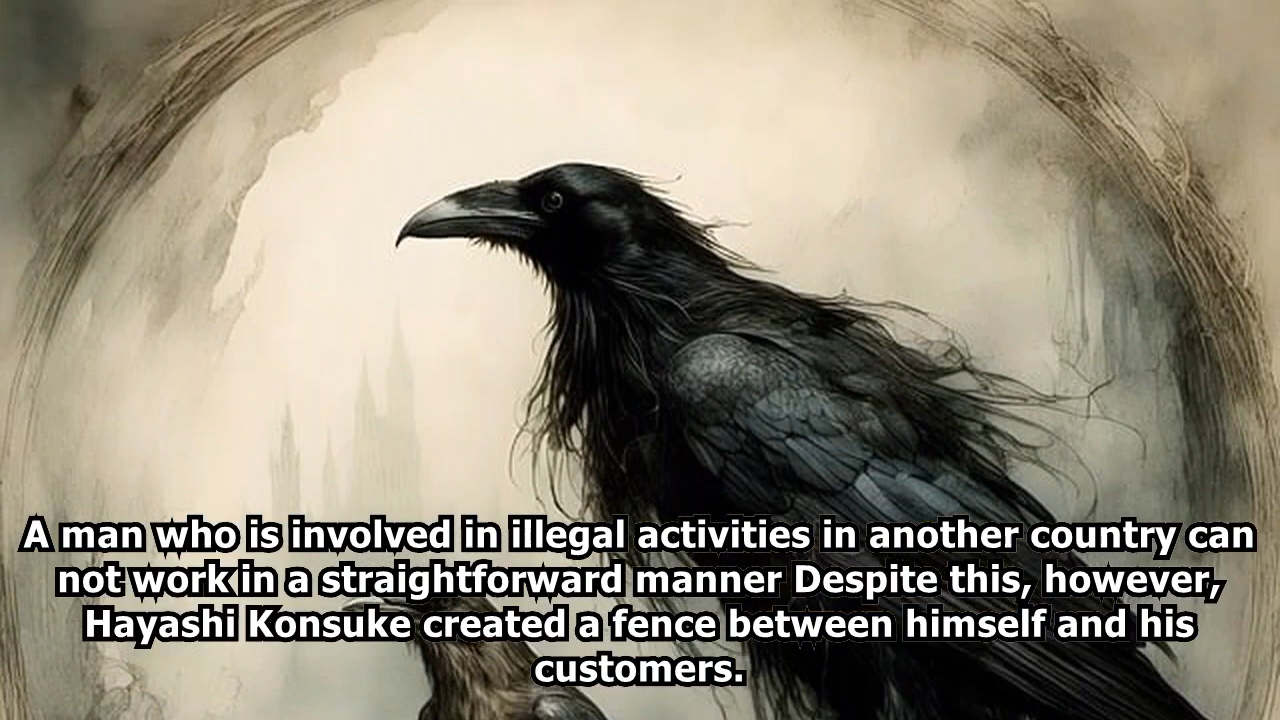 A man who is involved in illegal activities in another country can
not work in a straightforward manner Despite this, however,
Hayashi Konsuke created a fence between himself and his
customers.